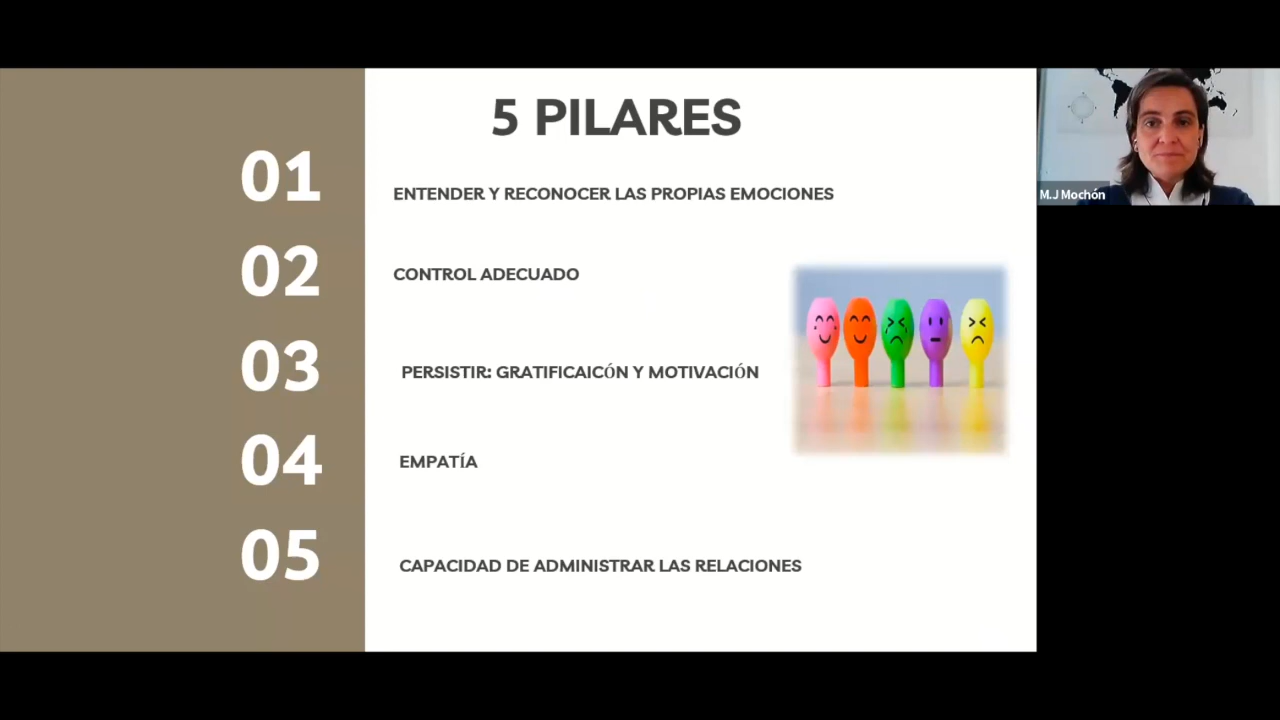 5 PILARES
01
ENTENDER Y RECONOCER LAS PROPIAS EMOCIONES
02
CONTROL ADECUADO
03
PERSISTIR: GRATIFICAICÓN Y MOTIVACIÓN
04
EMPATÍA
05
CAPACIDAD DE ADMINISTRAR LAS RELACIONES
M.J Mochón